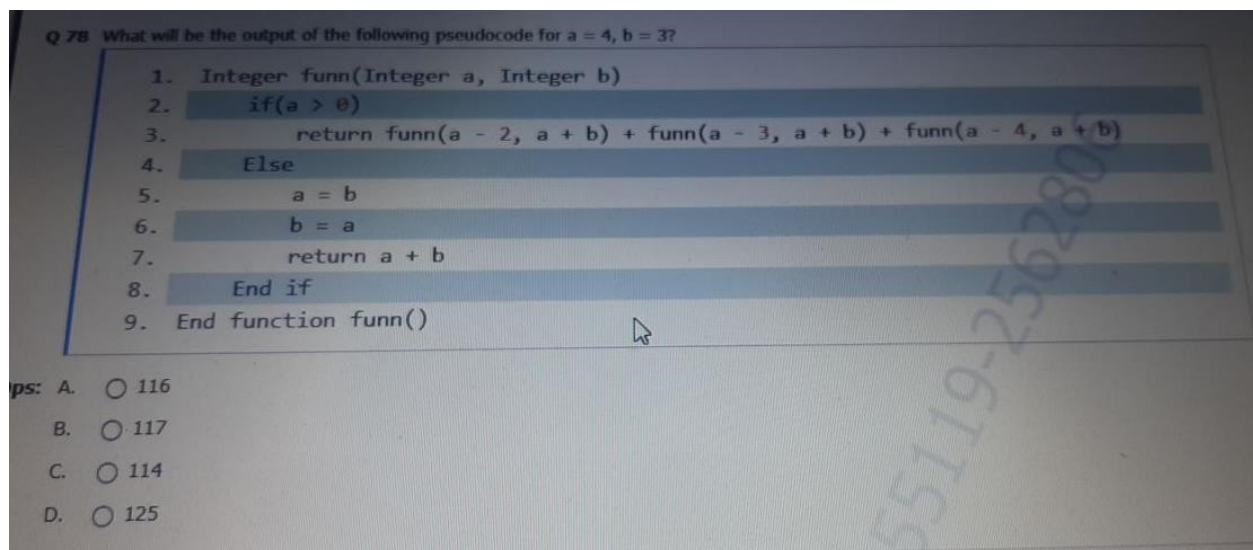 Q 78 What will be the output of the following pseudocode for a = 4, b = 3?
1. Integer funn(Integer a, Integer b)
2. if(a > 0)
3. return funn(a - 2, a + b) + funn(a - 3, a + b) + funn(a - 4, a + b)
4. Else
5. a = b
6. b = a
7. return a + b
8. End if
9. End function funn()
ps: A. 116
B. 117
C. 114
D. 125
55119-2562806